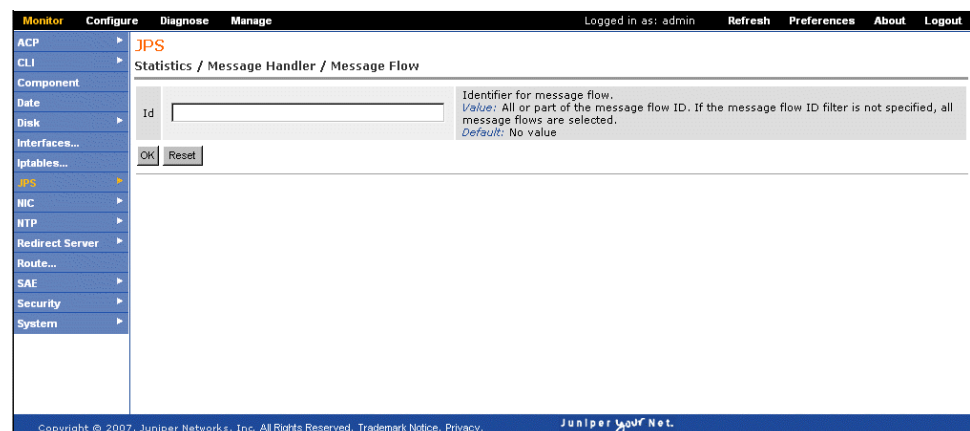 Monitor Configure Diagnose Manage Logged in as: admin Refresh Preferences About Logout
ACP
CLI
Component
Date
Disk
Interfaces...
Iptables...
JPS
NIC
NTP
Redirect Server
Route...
SAE
Security
System
JPS
Statistics / Message Handler / Message Flow
Id
Identifier for message flow.
Value: All or part of the message flow ID. If the message flow ID filter is not specified, all
message flows are selected.
Default: No value
OK Reset
Copyright © 2007, Juniper Networks, Inc. All Rights Reserved. Trademark Notice. Privacy.
Juniper your Net.